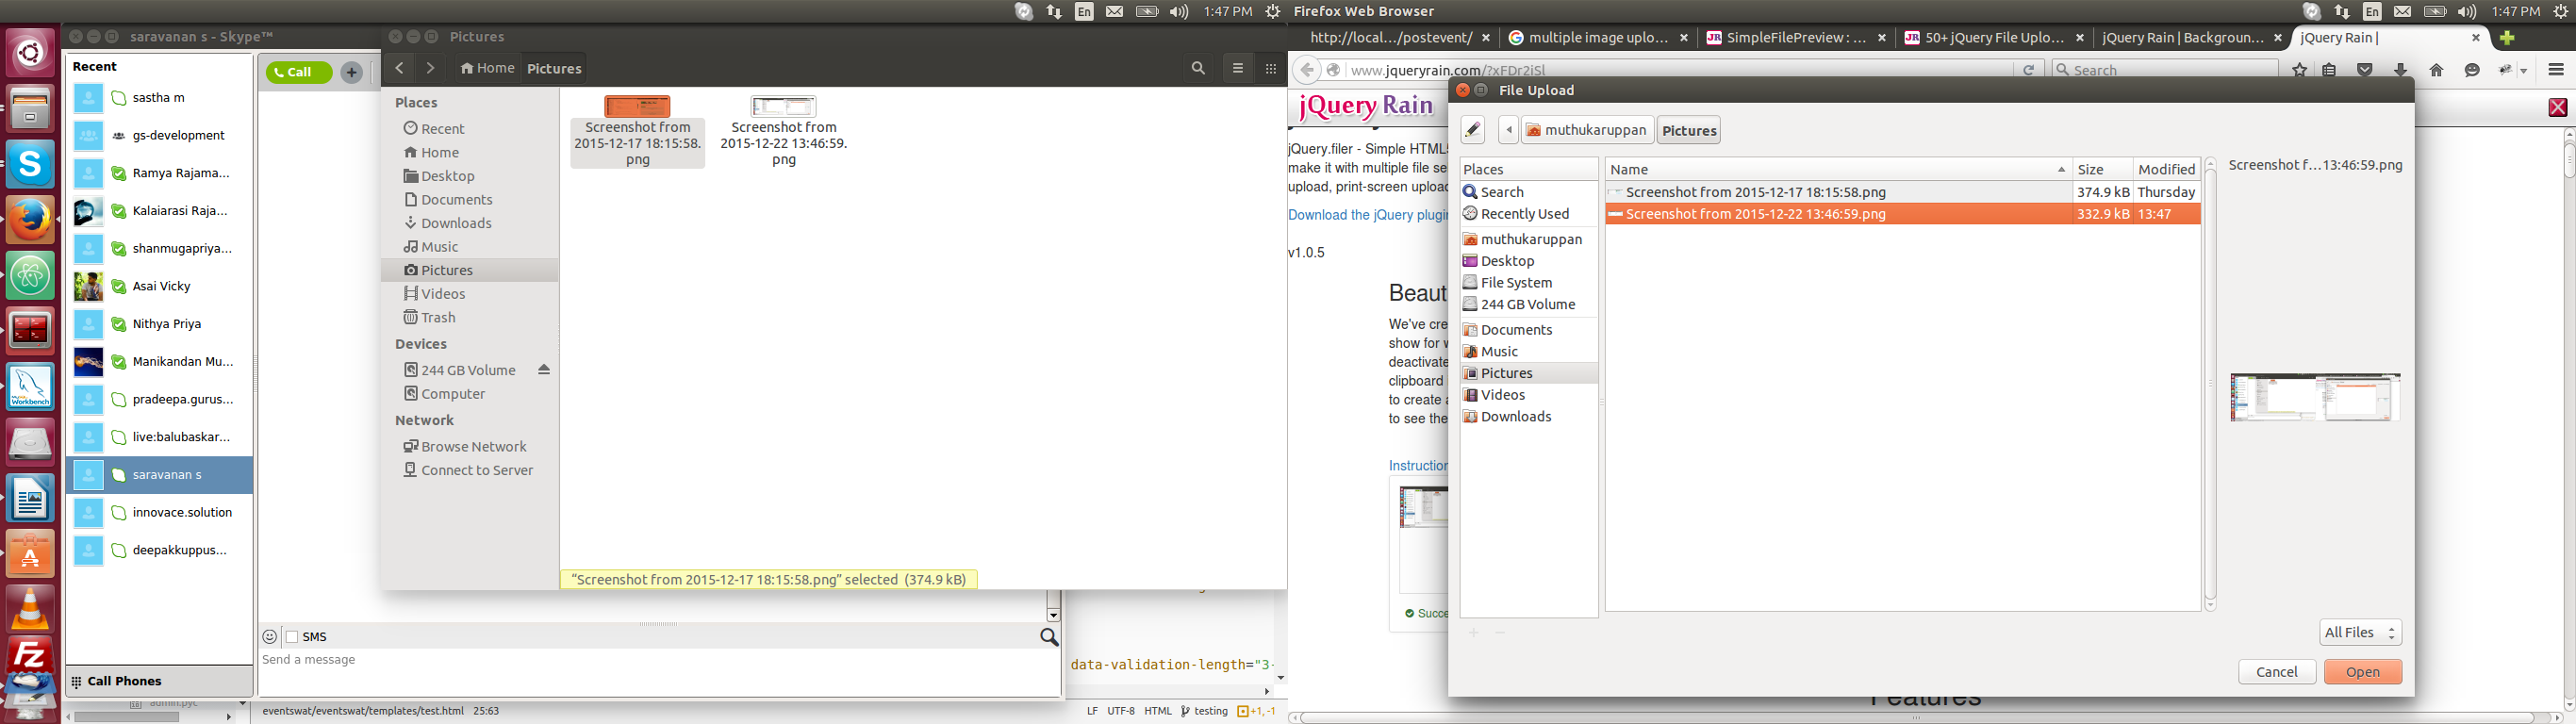 En
1:47 PM
Firefox Web Browser
En
1:47 PM
saravanan s - Skype™
Recent
sastha m
gs-development
Ramya Rajama...
Kalaiarasi Raja...
shanmugapriya...
Asai Vicky
Nithya Priya
Manikandan Mu...
pradeepa.gurus...
live:balubaskar...
saravanan s
innovace.solution
deepakkuppus...
Call Phones
Call
SMS
Send a message
Pictures
Home
Pictures
Places
Recent
Home
Desktop
Documents
Downloads
Music
Pictures
Videos
Trash
Devices
244 GB Volume
Computer
Network
Browse Network
Connect to Server
Screenshot from
2015-12-17 18:15:58.
png
Screenshot from
2015-12-22 13:46:59.
png
“Screenshot from 2015-12-17 18:15:58.png” selected (374.9 kB)
data-validation-length="3-
admin.pyc
eventswat/eventswat/templates/test.html 25:63
LF UTF-8 HTML testing +1, -1
http://local.../postevent/
multiple image uplo...
SimpleFilePreview : ...
50+ jQuery File Uplo...
jQuery Rain | Backgroun...
jQuery Rain |
www.jqueryrain.com/?xFDr2iSl
Search
jQuery Rain
jQuery.filer - Simple HTML5
make it with multiple file se
upload, print-screen upload
Download the jQuery plugin
v1.0.5
Beaut
We've cre
show for w
deactivate
clipboard
to create a
to see the
Instruction
Succe
Features
File Upload
muthukaruppan
Pictures
Places
Search
Recently Used
muthukaruppan
Desktop
File System
244 GB Volume
Documents
Music
Pictures
Videos
Downloads
Name Size Modified
Screenshot from 2015-12-17 18:15:58.png 374.9 kB Thursday
Screenshot from 2015-12-22 13:46:59.png 332.9 kB 13:47
Screenshot f...13:46:59.png
All Files
Cancel
Open